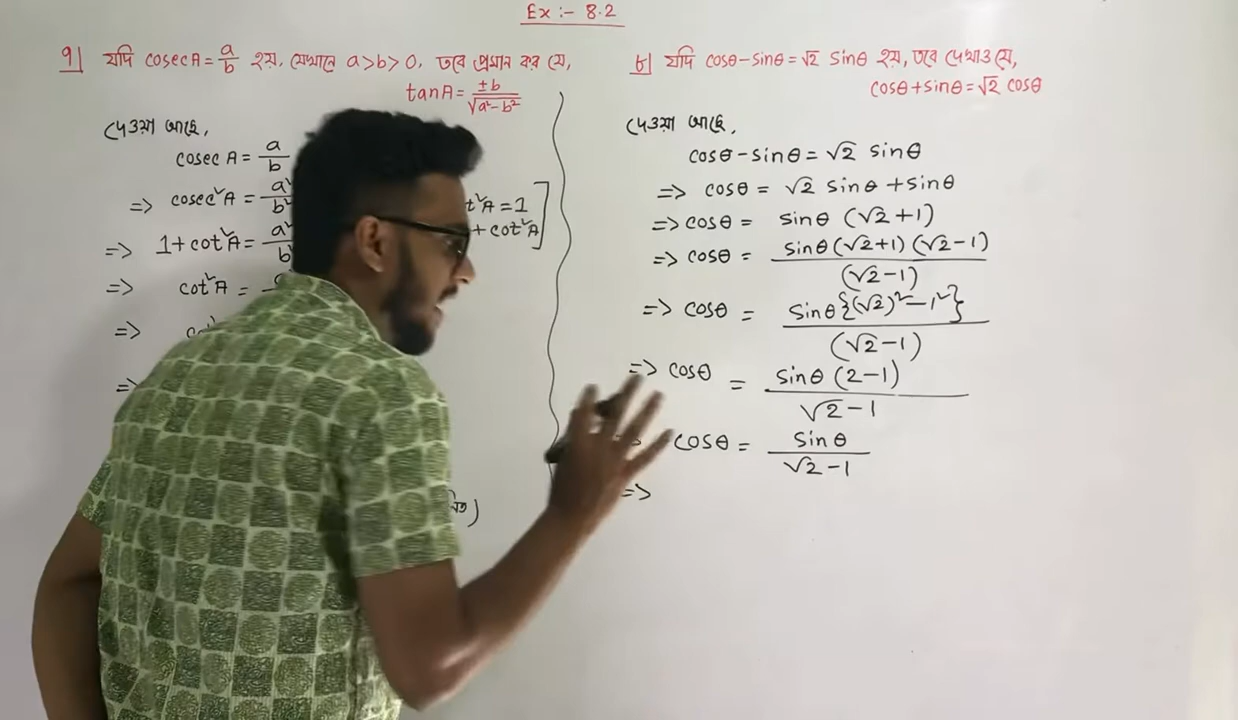 Ex :- 8.2
৭| যদি cosecA = a/b হয়, যেখানে a>b>0, তবে প্রমান কর যে,
tanA = ±b/√a²-b²
দেওয়া আছে,
cosec A = a/b
=> cosec²A = a²/b²
t²A = 1
=> 1+cot²A = a²/b
+ cot²A]
=> cot²A =
=>
=>
৮| যদি cosθ-sinθ = √2 sinθ হয়, তবে দেখাও যে,
cosθ+sinθ = √2 cosθ
দেওয়া আছে,
cosθ-sinθ = √2 sinθ
=> cosθ = √2 sinθ + sinθ
=> cosθ = sinθ (√2+1)
=> cosθ = sinθ(√2+1) (√2-1)/(√2-1)
=> cosθ = sinθ{(√2)²-1²}/(√2-1)
=> cosθ = sinθ (2-1)/√2-1
cosθ = sinθ/√2-1
=>